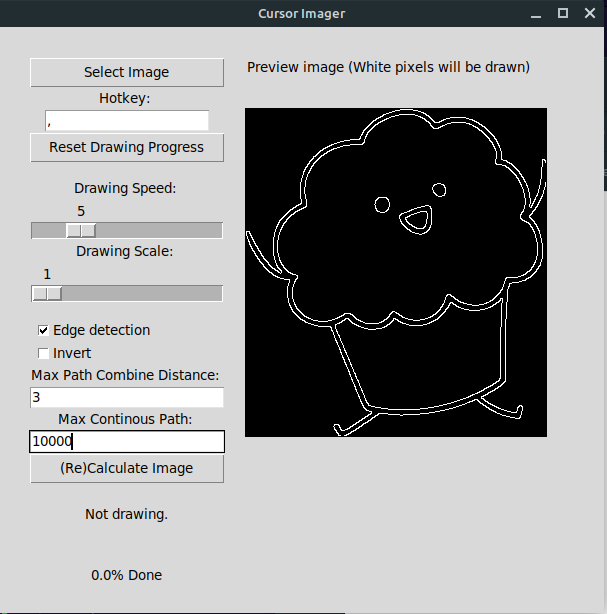 Cursor Imager
Select Image
Hotkey:
,
Reset Drawing Progress
Drawing Speed:
5
Drawing Scale:
1
Edge detection
Invert
Max Path Combine Distance:
3
Max Continous Path:
10000
(Re)Calculate Image
Not drawing.
0.0% Done
Preview image (White pixels will be drawn)